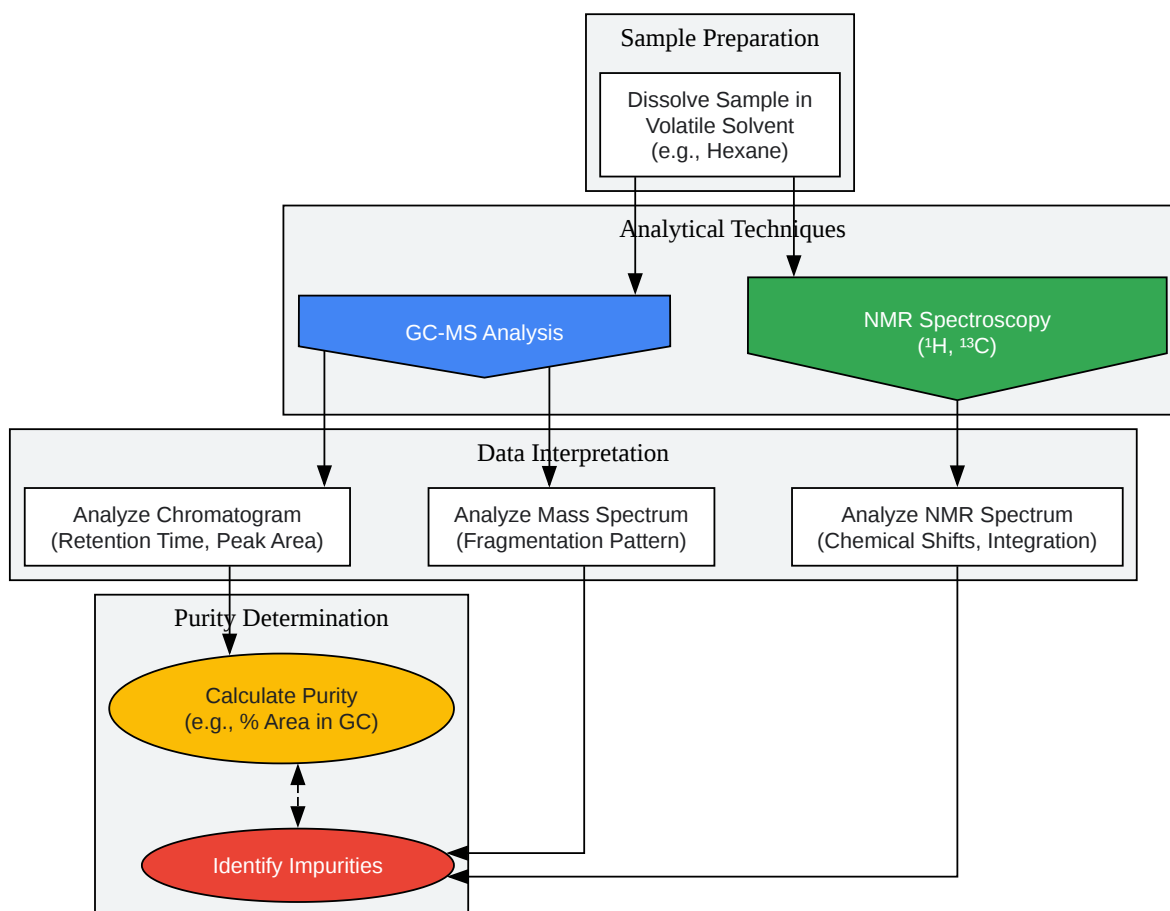 Sample Preparation
Dissolve Sample in
Volatile Solvent
(e.g., Hexane)
Analytical Techniques
GC-MS Analysis
NMR Spectroscopy
(¹H, ¹³C)
Data Interpretation
Analyze Chromatogram
(Retention Time, Peak Area)
Analyze Mass Spectrum
(Fragmentation Pattern)
Analyze NMR Spectrum
(Chemical Shifts, Integration)
Purity Determination
Calculate Purity
(e.g., % Area in GC)
Identify Impurities